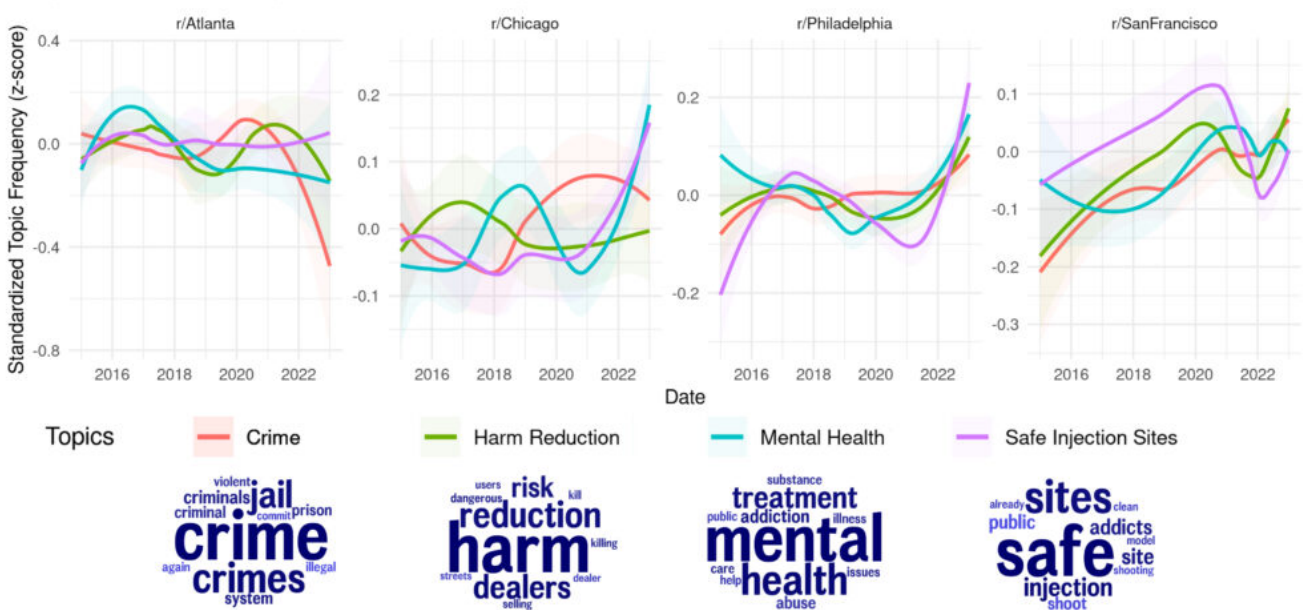 r/Atlanta r/Chicago r/Philadelphia r/SanFrancisco
Standardized Topic Frequency (z-score)
0.4
0.0
-0.4
-0.8
0.2
0.1
0.0
-0.1
0.2
0.0
-0.2
0.1
0.0
-0.1
-0.2
-0.3
2016 2018 2020 2022 2016 2018 2020 2022 2016 2018 2020 2022 2016 2018 2020 2022
Date
Topics Crime Harm Reduction Mental Health Safe Injection Sites
violent
criminals jail
criminal commit prison
crime
again illegal
crimes
system
users risk kill
dangerous
reduction
harm killing
streets dealers dealer
selling
substance
treatment
public addiction illness
mental
care health issues
help
abuse
already sites clean
public addicts
safe model
site
shooting
injection
shoot